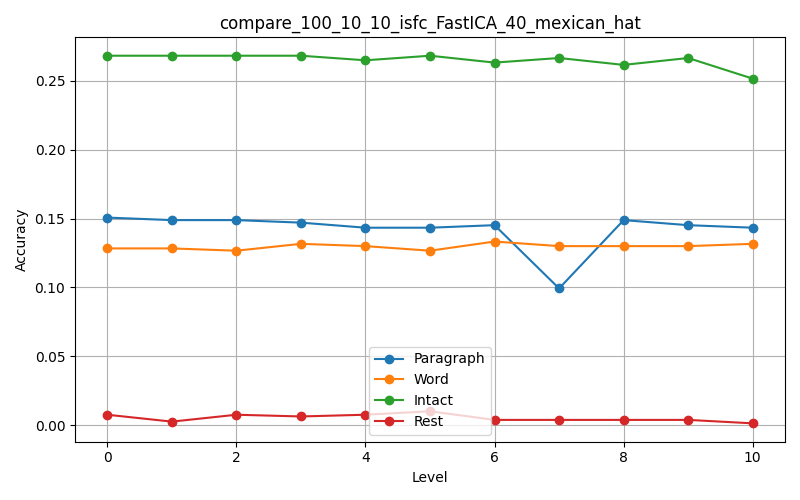 compare_100_10_10_isfc_FastICA_40_mexican_hat
Accuracy
0.25
0.20
0.15
0.10
0.05
0.00
Paragraph
Word
Intact
Rest
0 2 4 6 8 10
Level